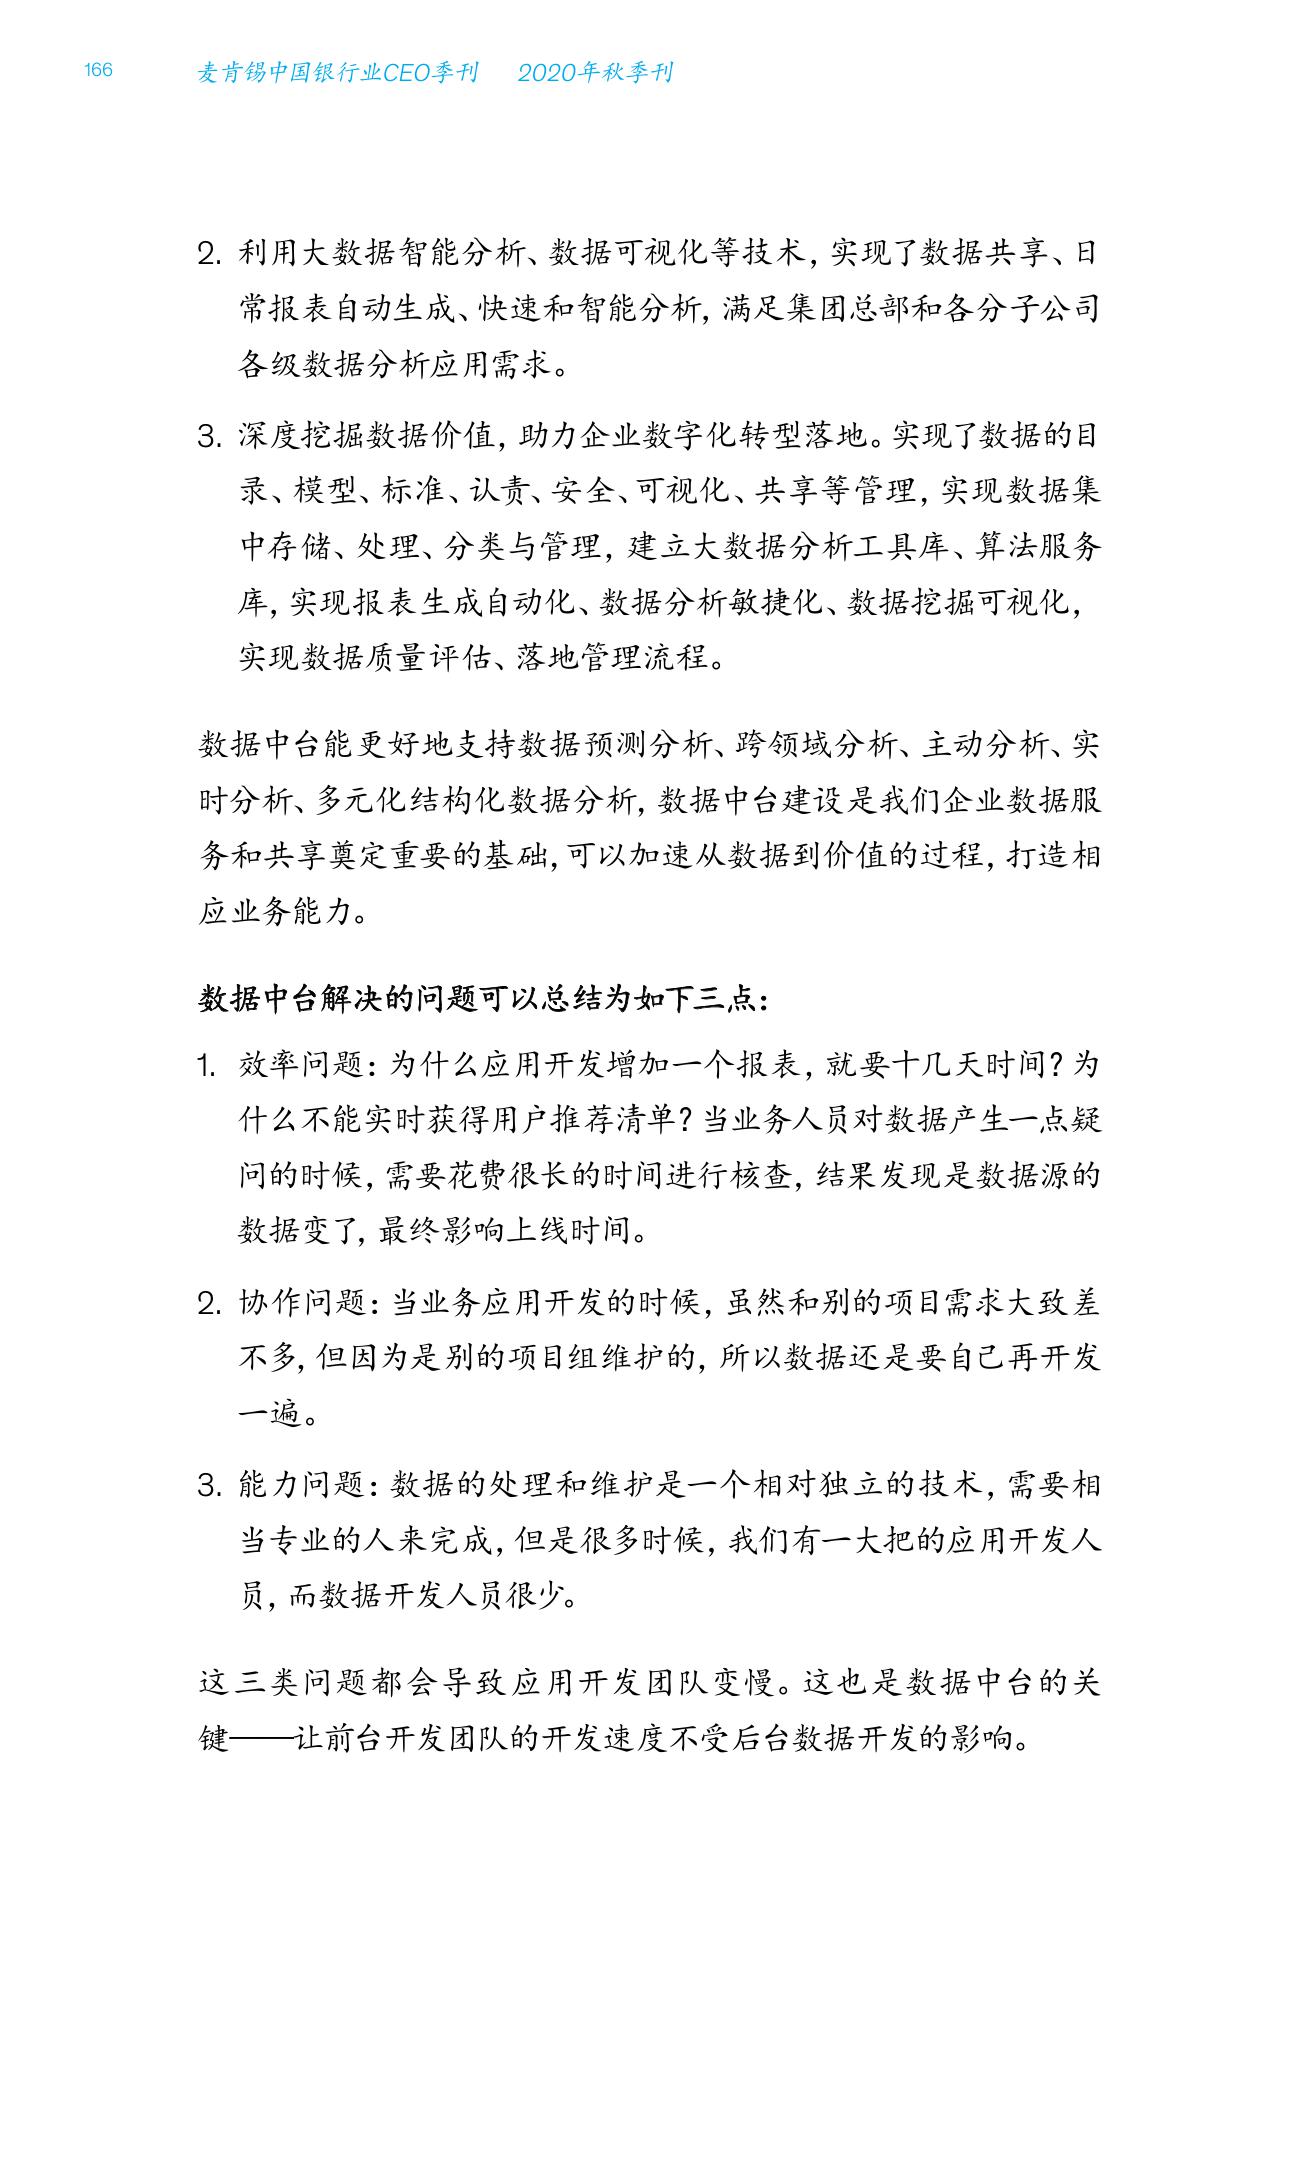 166 麦肯锡中国银行业CEO季刊 2020年秋季刊
2. 利用大数据智能分析、数据可视化等技术，实现了数据共享、日
常报表自动生成、快速和智能分析，满足集团总部和各分子公司
各级数据分析应用需求。
3. 深度挖掘数据价值，助力企业数字化转型落地。实现了数据的目
录、模型、标准、认责、安全、可视化、共享等管理，实现数据集
中存储、处理、分类与管理，建立大数据分析工具库、算法服务
库，实现报表生成自动化、数据分析敏捷化、数据挖掘可视化，
实现数据质量评估、落地管理流程。
数据中台能更好地支持数据预测分析、跨领域分析、主动分析、实
时分析、多元化结构化数据分析，数据中台建设是我们企业数据服
务和共享奠定重要的基础，可以加速从数据到价值的过程，打造相
应业务能力。
数据中台解决的问题可以总结为如下三点：
1. 效率问题：为什么应用开发增加一个报表，就要十几天时间？为
什么不能实时获得用户推荐清单？当业务人员对数据产生一点疑
问的时候，需要花费很长的时间进行核查，结果发现是数据源的
数据变了，最终影响上线时间。
2. 协作问题：当业务应用开发的时候，虽然和别的项目需求大致差
不多，但因为是别的项目组维护的，所以数据还是要自己再开发
一遍。
3. 能力问题：数据的处理和维护是一个相对独立的技术，需要相
当专业的人来完成，但是很多时候，我们有一大把的应用开发人
员，而数据开发人员很少。
这三类问题都会导致应用开发团队变慢。这也是数据中台的关
键——让前台开发团队的开发速度不受后台数据开发的影响。